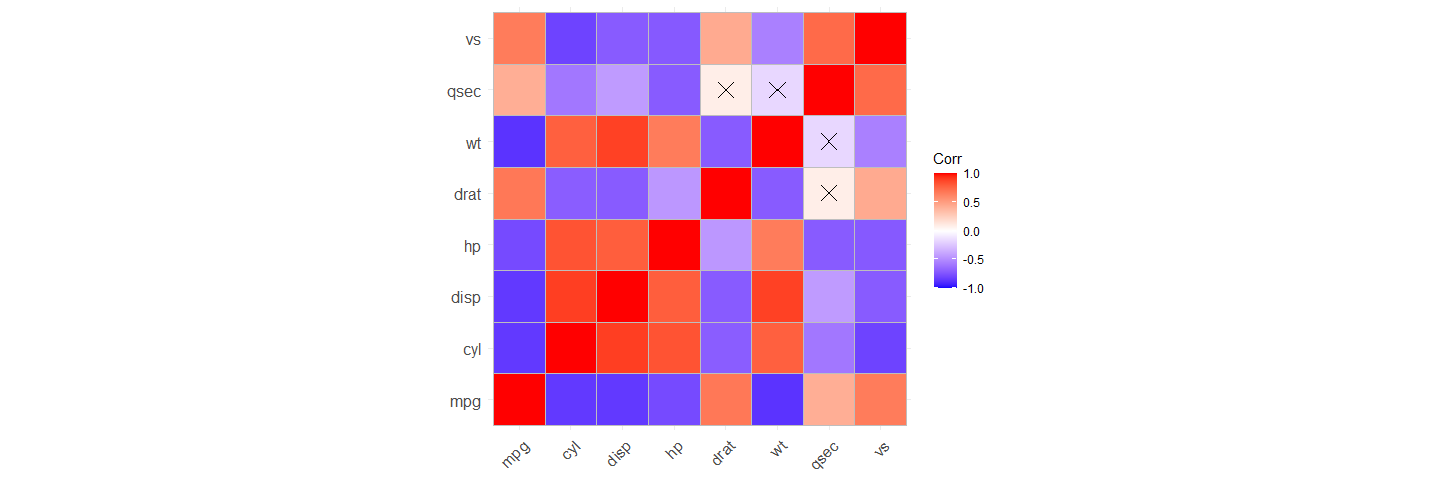 vs
qsec
wt
drat
hp
disp
cyl
mpg
mpg
cyl
disp
hp
drat
wt
qsec
vs
Corr
1.0
0.5
0.0
-0.5
-1.0